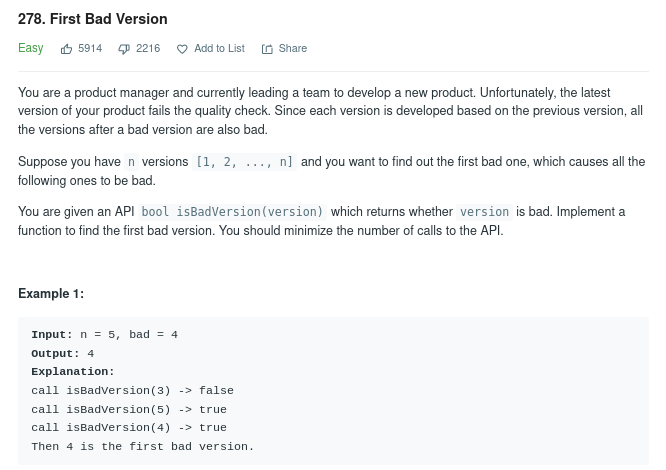 278. First Bad Version
Easy 5914 2216 Add to List Share
You are a product manager and currently leading a team to develop a new product. Unfortunately, the latest
version of your product fails the quality check. Since each version is developed based on the previous version, all
the versions after a bad version are also bad.
Suppose you have n versions [1, 2, ..., n] and you want to find out the first bad one, which causes all the
following ones to be bad.
You are given an API bool isBadVersion(version) which returns whether version is bad. Implement a
function to find the first bad version. You should minimize the number of calls to the API.
Example 1:
Input: n = 5, bad = 4
Output: 4
Explanation:
call isBadVersion(3) -> false
call isBadVersion(5) -> true
call isBadVersion(4) -> true
Then 4 is the first bad version.